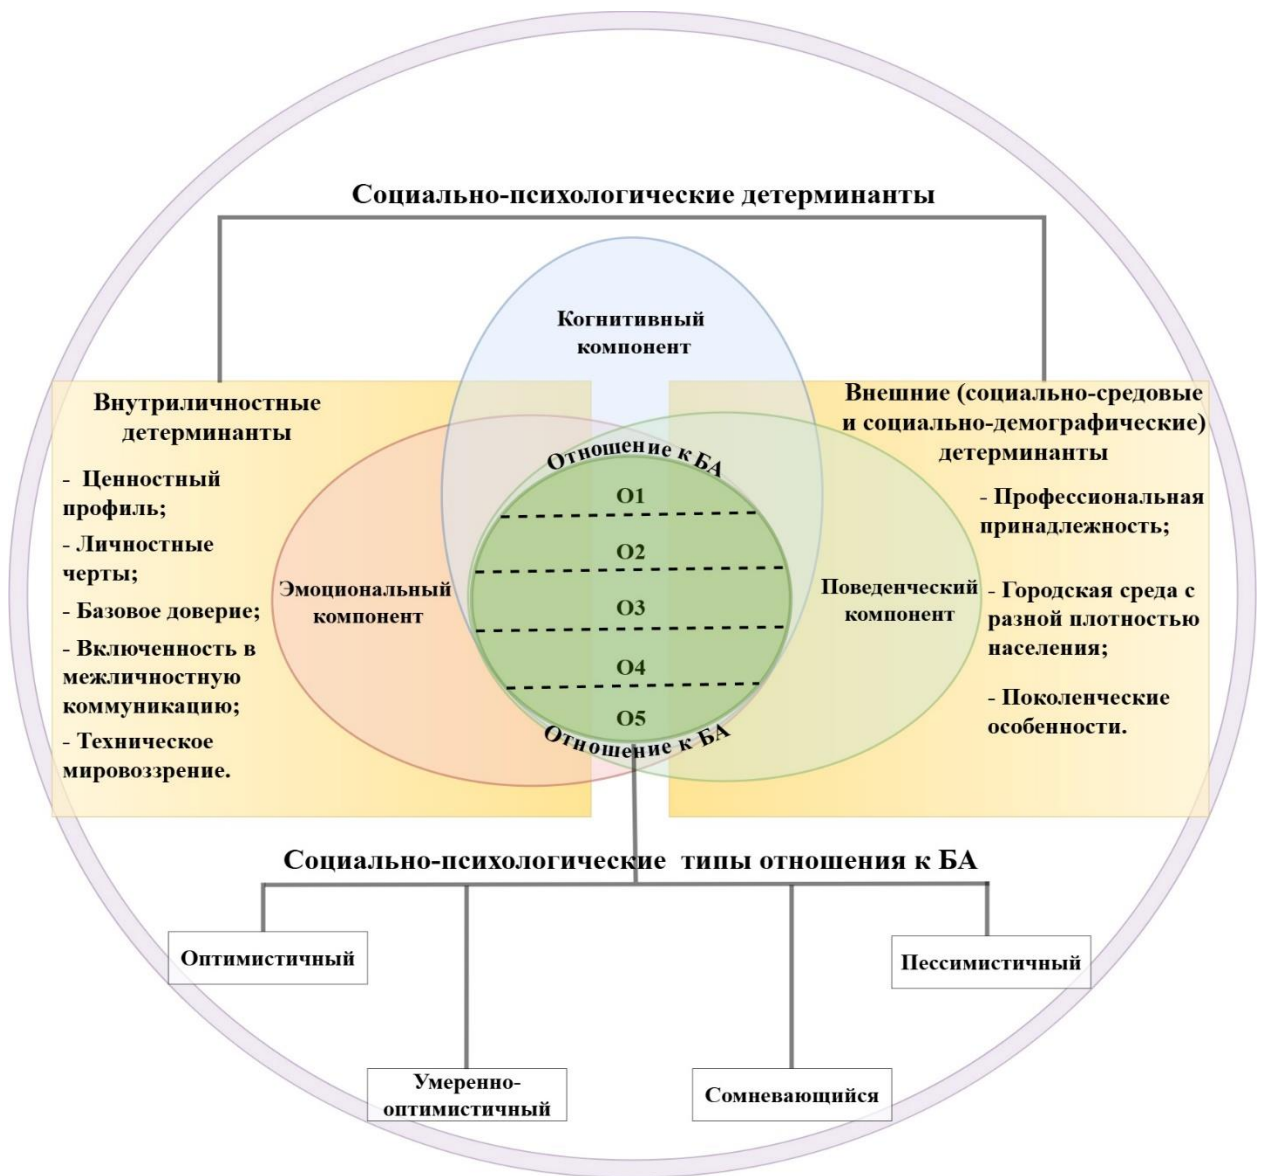 Социально-психологические детерминанты
Когнитивный
компонент
Внутриличностные
детерминанты
- Ценностный
профиль;
- Личностные
черты;
- Базовое доверие;
- Включенность в
межличностную
коммуникацию;
- Техническое
мировоззрение.
Внешние (социально-средовые
и социально-демографические)
детерминанты
- Профессиональная
принадлежность;
- Городская среда с
разной плотностью
населения;
- Поколенческие
особенности.
Эмоциональный
компонент
Отношение к БА
О1
О2
О3
О4
О5
Отношение к БА
Поведенческий
компонент
Социально-психологические типы отношения к БА
Оптимистичный
Умеренно-
оптимистичный
Сомневающийся
Пессимистичный